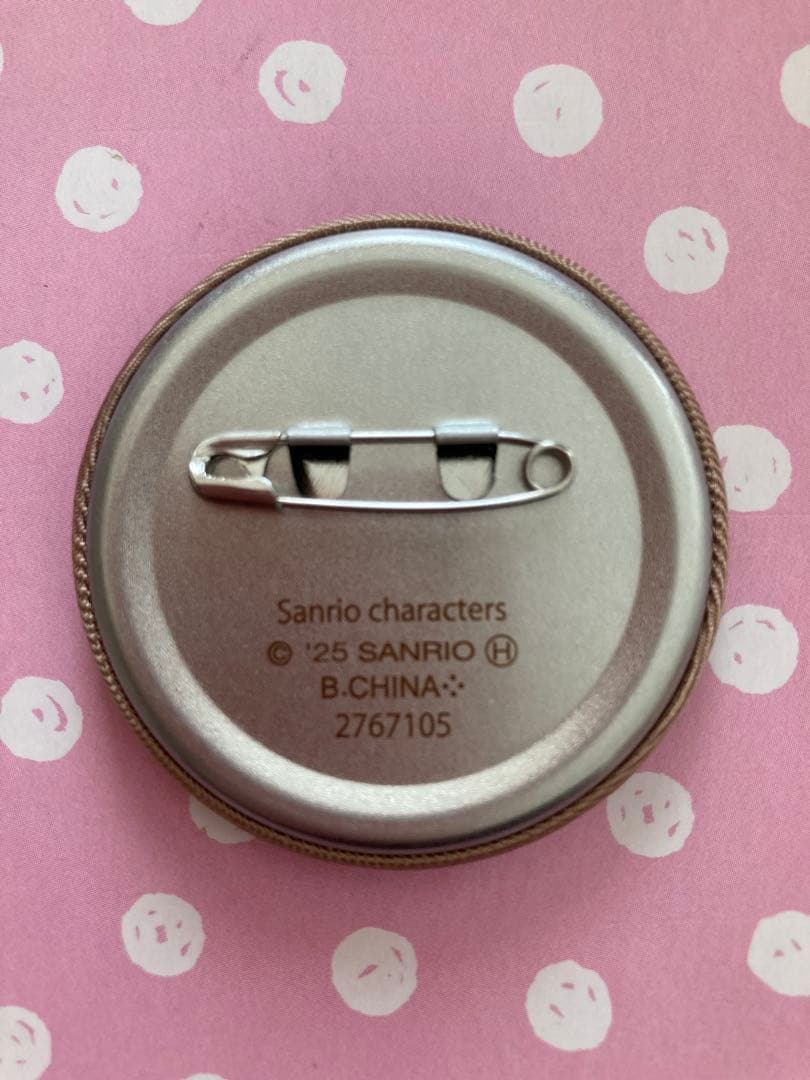 Sanrio characters
© '25 SANRIO Ⓗ
B.CHINA⁘
2767105